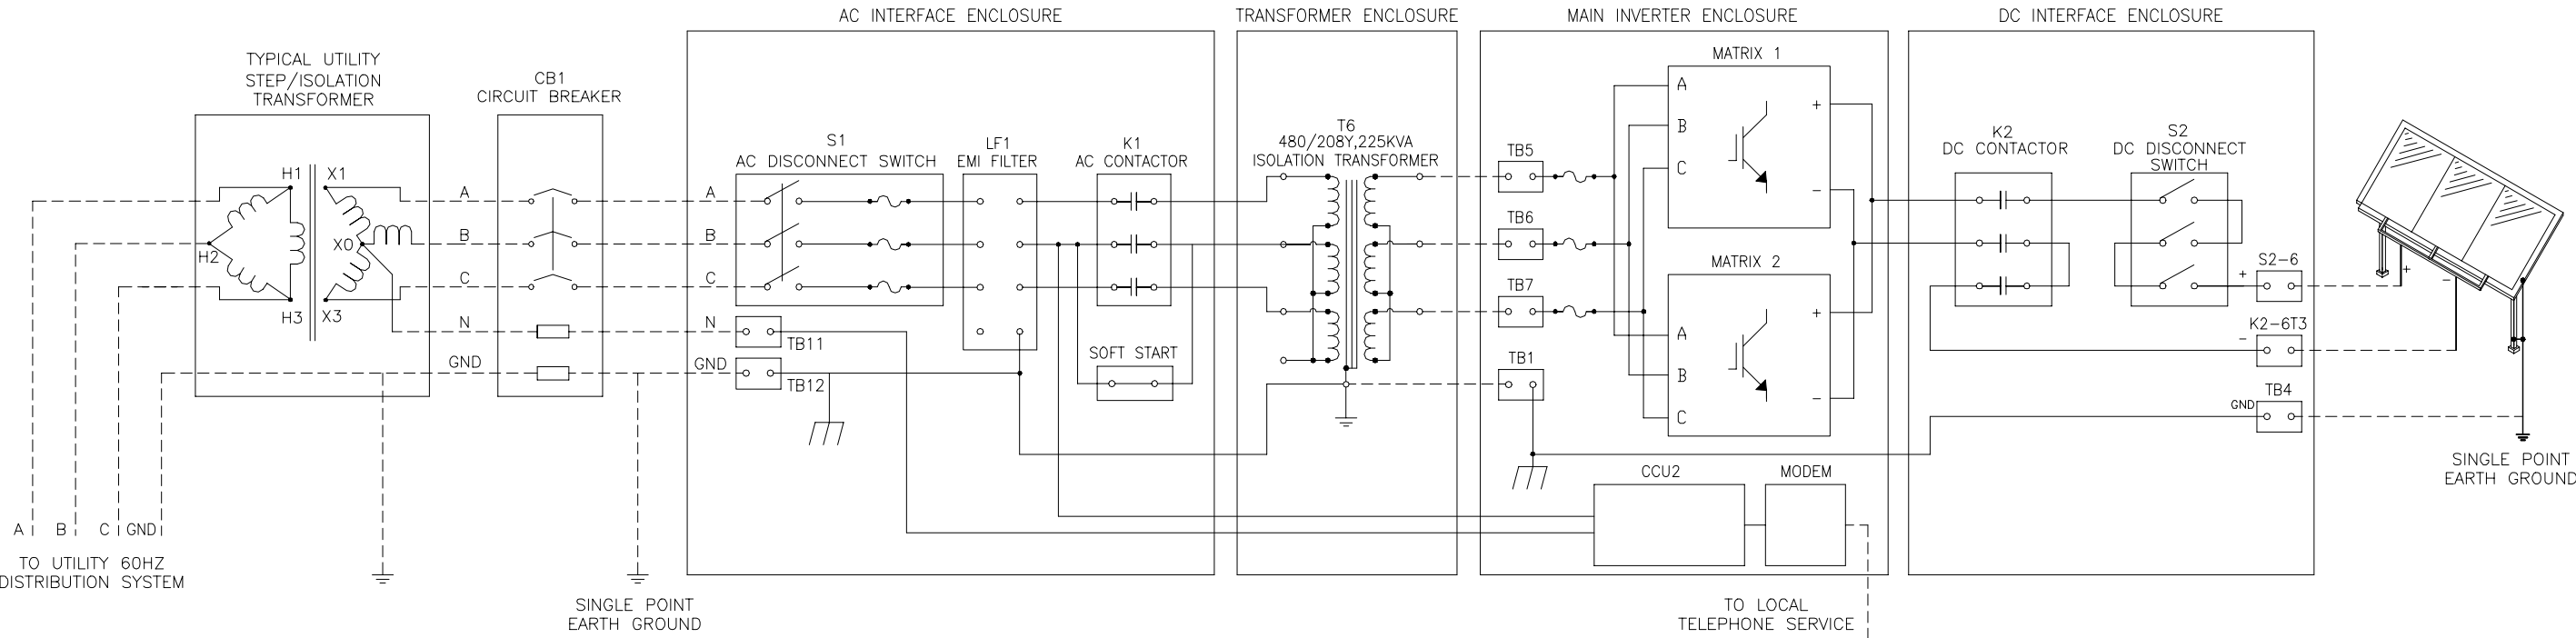 AC INTERFACE ENCLOSURE
TRANSFORMER ENCLOSURE
MAIN INVERTER ENCLOSURE
DC INTERFACE ENCLOSURE
TYPICAL UTILITY
STEP/ISOLATION
TRANSFORMER
H1
X1
H2
X0
H3
X3
A
B
C
N
GND
A
B
C
GND
TO UTILITY 60HZ
DISTRIBUTION SYSTEM
CB1
CIRCUIT BREAKER
SINGLE POINT
EARTH GROUND
A
B
C
N
GND
S1
AC DISCONNECT SWITCH
TB11
TB12
LF1
EMI FILTER
K1
AC CONTACTOR
SOFT START
T6
480/208Y,225KVA
ISOLATION TRANSFORMER
TB5
TB6
TB7
TB1
MATRIX 1
A
B
C
+
−
MATRIX 2
A
B
C
+
−
CCU2
MODEM
TO LOCAL
TELEPHONE SERVICE
K2
DC CONTACTOR
S2
DC DISCONNECT
SWITCH
+
S2-6
K2-6T3
−
TB4
GND
+
−
SINGLE POINT
EARTH GROUND